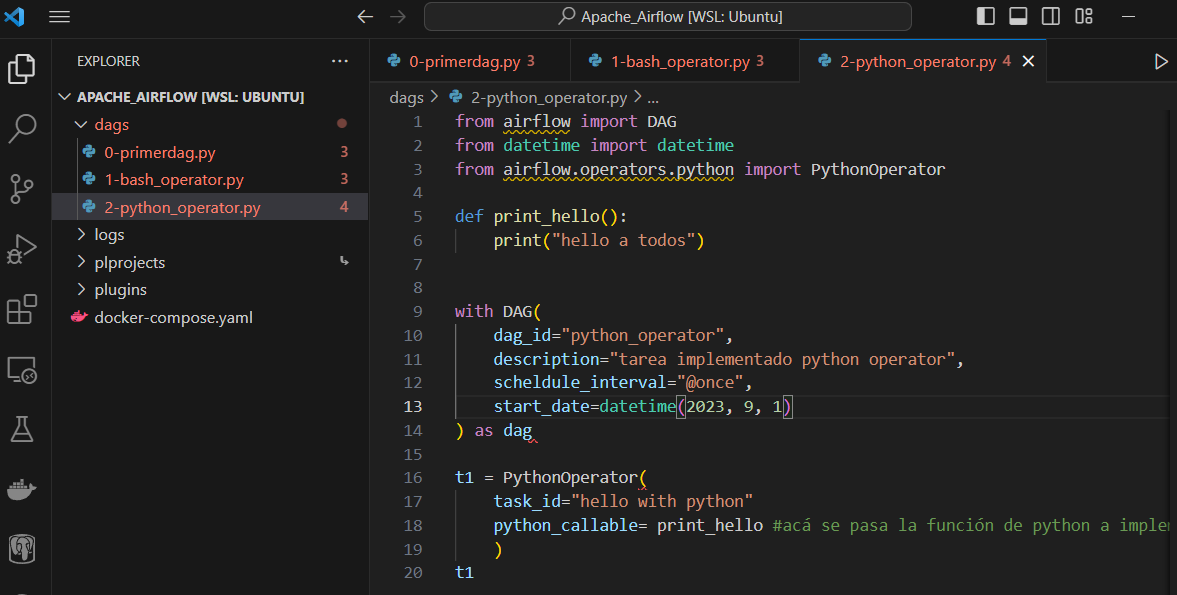 Apache_Airflow [WSL: Ubuntu]
EXPLORER
APACHE_AIRFLOW [WSL: UBUNTU]
dags
0-primerdag.py 3
1-bash_operator.py 3
2-python_operator.py 4
logs
plprojects
plugins
docker-compose.yaml
0-primerdag.py 3
1-bash_operator.py 3
2-python_operator.py 4
dags > 2-python_operator.py > ...
1 from airflow import DAG
2 from datetime import datetime
3 from airflow.operators.python import PythonOperator
4
5 def print_hello():
6 print("hello a todos")
7
8
9 with DAG(
10 dag_id="python_operator",
11 description="tarea implementado python operator",
12 scheldule_interval="@once",
13 start_date=datetime(2023, 9, 1)
14 ) as dag
15
16 t1 = PythonOperator(
17 task_id="hello with python"
18 python_callable= print_hello #acá se pasa la función de python a imple
19 )
20 t1